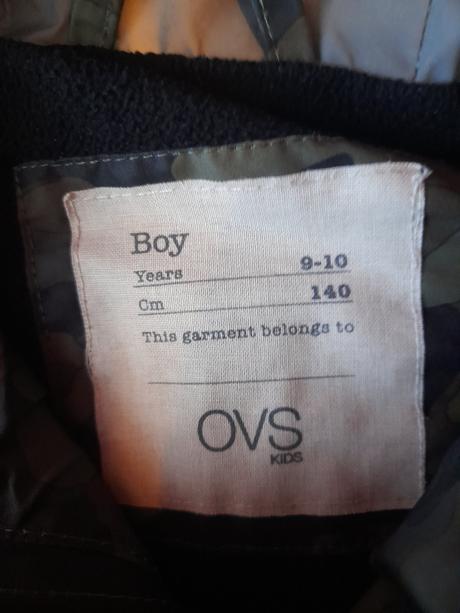 Boy
Years 9-10
Cm 140
This garment belongs to
OVS
KIDS